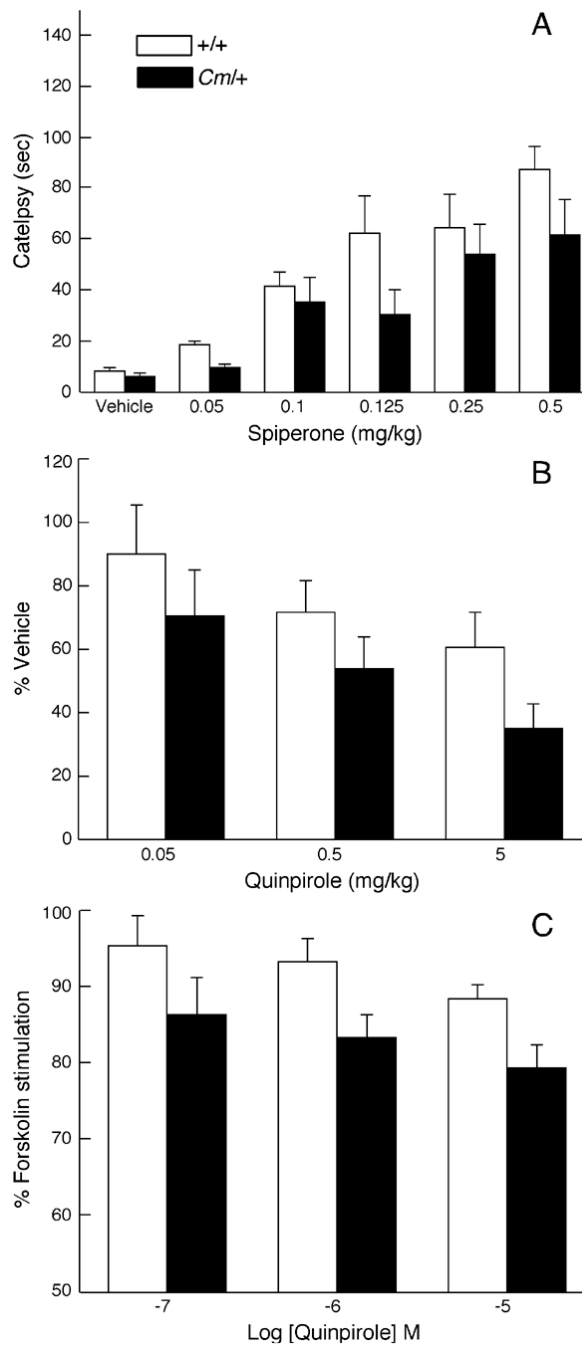 A
+/+
Cm/+
140
120
100
80
60
40
20
0
Catelpsy (sec)
Vehicle 0.05 0.1 0.125 0.25 0.5
Spiperone (mg/kg)
B
120
100
80
60
40
20
0
% Vehicle
0.05 0.5 5
Quinpirole (mg/kg)
C
100
90
80
70
60
50
% Forskolin stimulation
-7 -6 -5
Log [Quinpirole] M